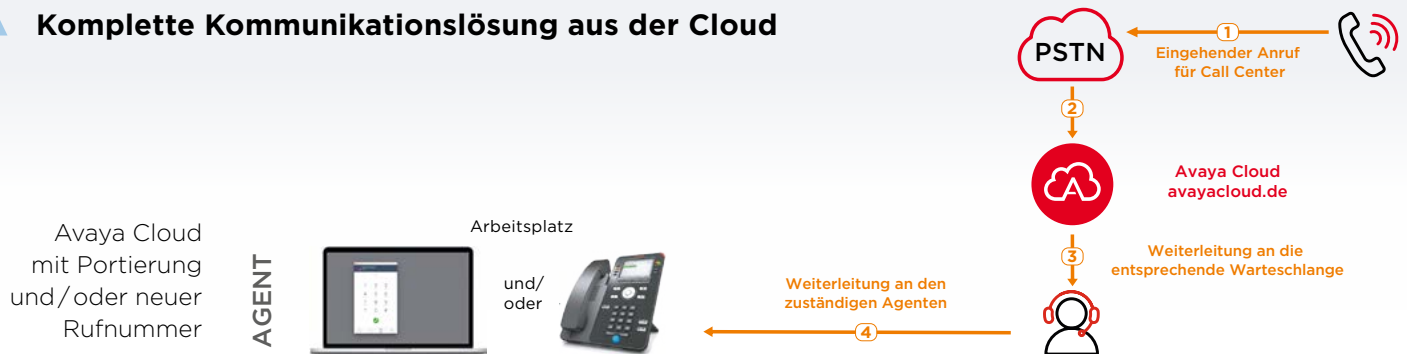 Komplette Kommunikationslösung aus der Cloud
PSTN
1
Eingehender Anruf
für Call Center
2
Avaya Cloud
avayacloud.de
3
Weiterleitung an die
entsprechende Warteschlange
Avaya Cloud
mit Portierung
und/oder neuer
Rufnummer
AGENT
Arbeitsplatz
und/
oder
Weiterleitung an den
zuständigen Agenten
4